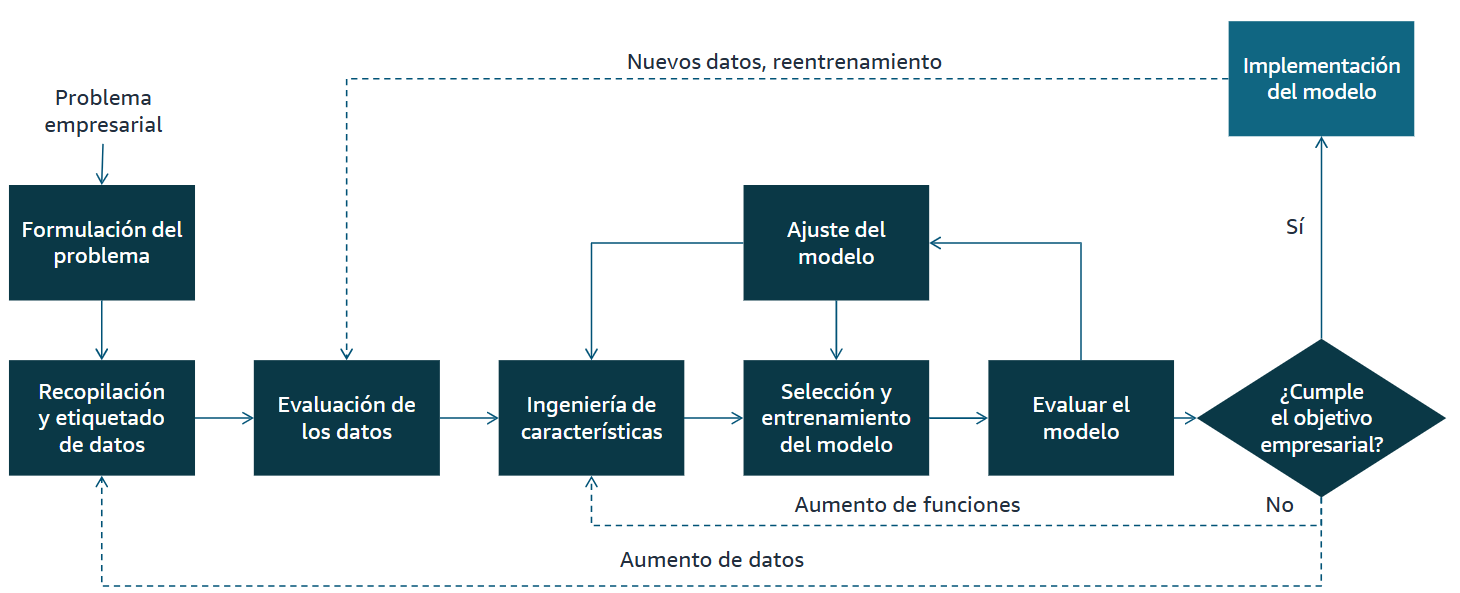 Nuevos datos, reentrenamiento
Implementación
del modelo
Problema
empresarial
Formulación del
problema
Ajuste del
modelo
Sí
Recopilación
y etiquetado
de datos
Evaluación de
los datos
Ingeniería de
características
Selección y
entrenamiento
del modelo
Evaluar el
modelo
¿Cumple
el objetivo
empresarial?
Aumento de funciones
No
Aumento de datos